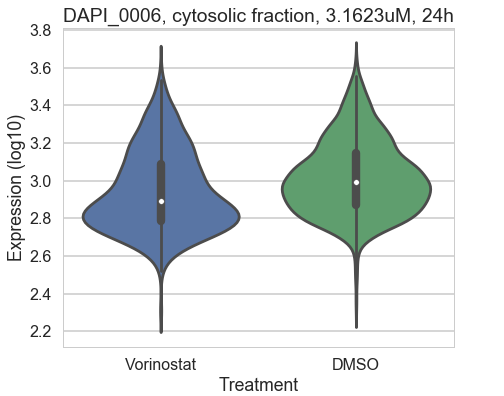 DAPI_0006, cytosolic fraction, 3.1623uM, 24h
3.8
3.6
3.4
3.2
3.0
2.8
2.6
2.4
2.2
Expression (log10)
Vorinostat DMSO
Treatment